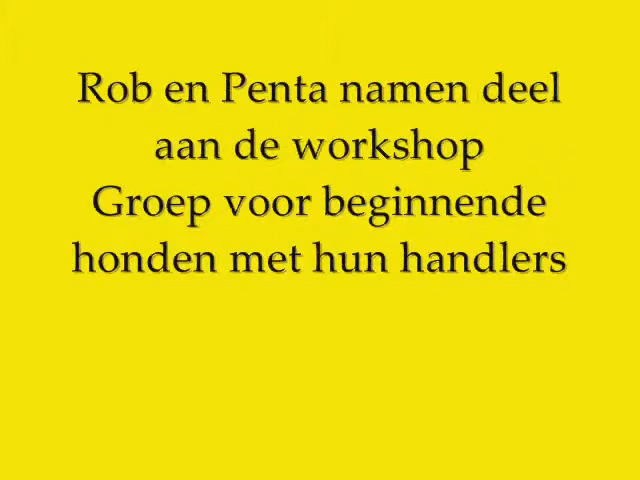 Rob en Penta namen deel
aan de workshop
Groep voor beginnende
honden met hun handlers